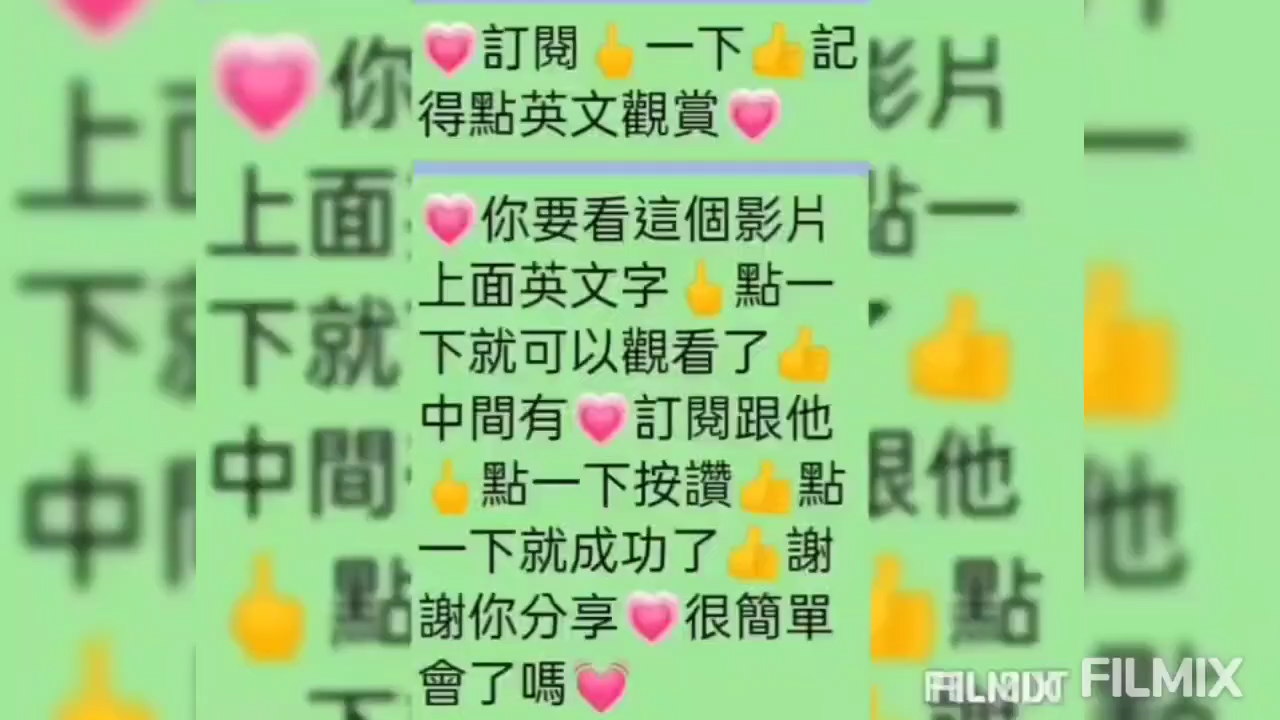 💗訂閱🖕一下👍記
得點英文觀賞💗
💗你要看這個影片
上面英文字🖕點一
下就可以觀看了👍
中間有💗訂閱跟他
🖕點一下按讚👍點
一下就成功了👍謝
謝你分享💗很簡單
會了嗎💓
FILMIX
FILMIX